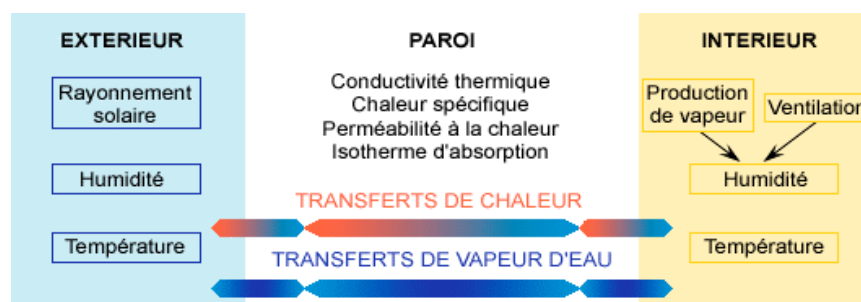 EXTERIEUR
Rayonnement
solaire
Humidité
Température
PAROI
Conductivité thermique
Chaleur spécifique
Perméabilité à la chaleur
Isotherme d'absorption
TRANSFERTS DE CHALEUR
TRANSFERTS DE VAPEUR D'EAU
INTERIEUR
Production
de vapeur
Ventilation
Humidité
Température